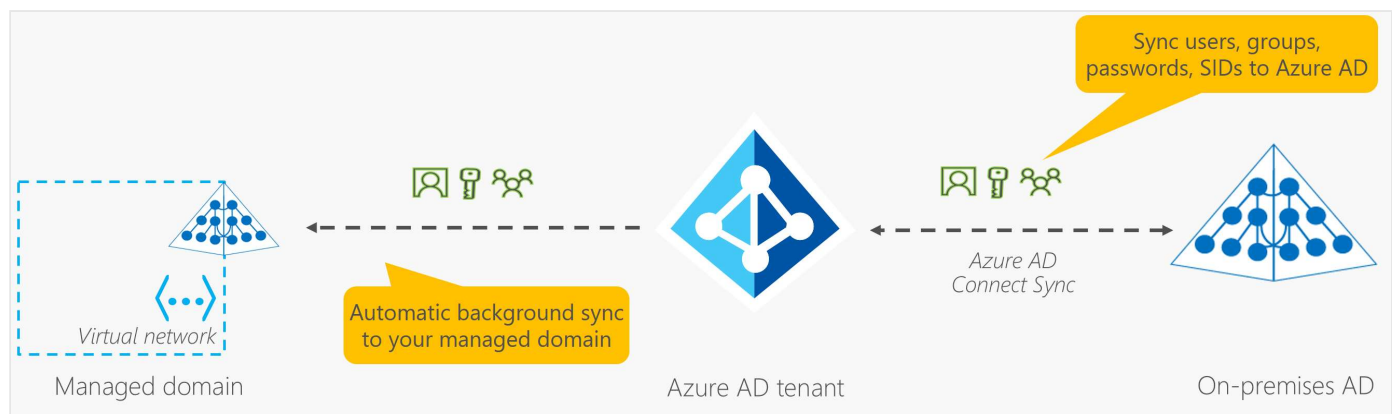 Sync users, groups,
passwords, SIDs to Azure AD
Azure AD
Connect Sync
Automatic background sync
to your managed domain
Virtual network
Managed domain
Azure AD tenant
On-premises AD